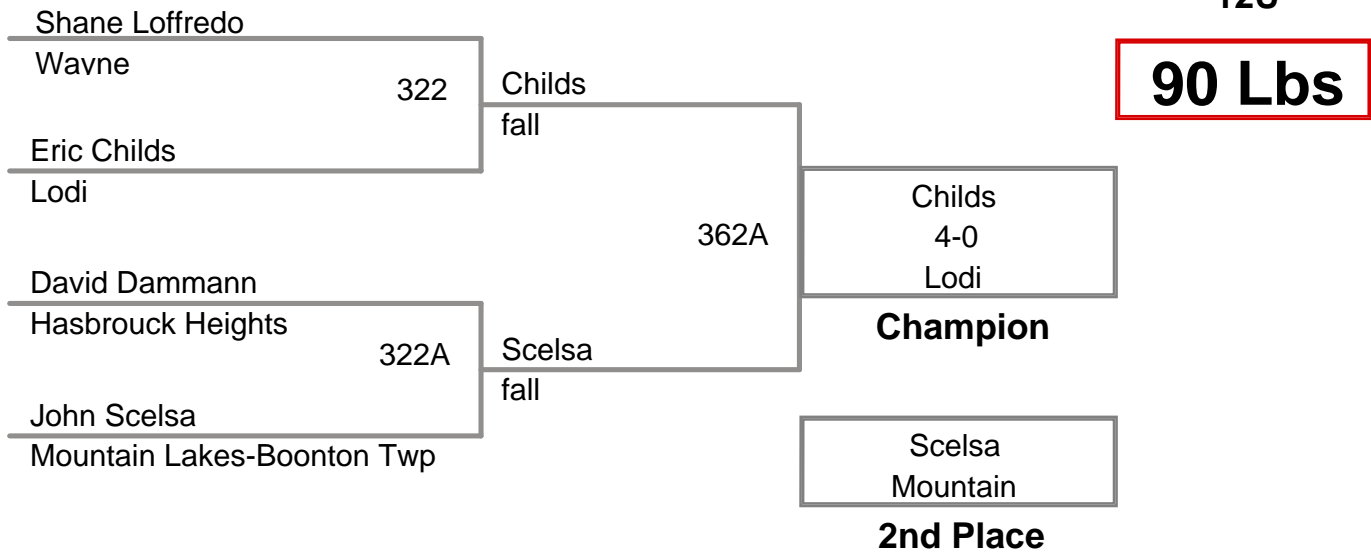 12U
Shane Loffredo
Wayne
90 Lbs
322
Childs
fall
Eric Childs
Lodi
Childs
4-0
Lodi
362A
David Dammann
Hasbrouck Heights
Champion
322A
Scelsa
fall
John Scelsa
Mountain Lakes-Boonton Twp
Scelsa
Mountain
2nd Place